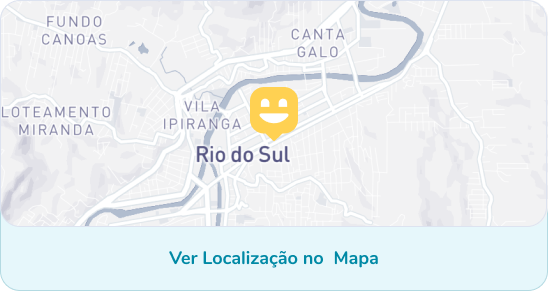 FUNDO
CANOAS
CANTA
GALO
LOTEAMENTO
MIRANDA
VILA
IPIRANGA
Rio do Sul
Ver Localização no  Mapa